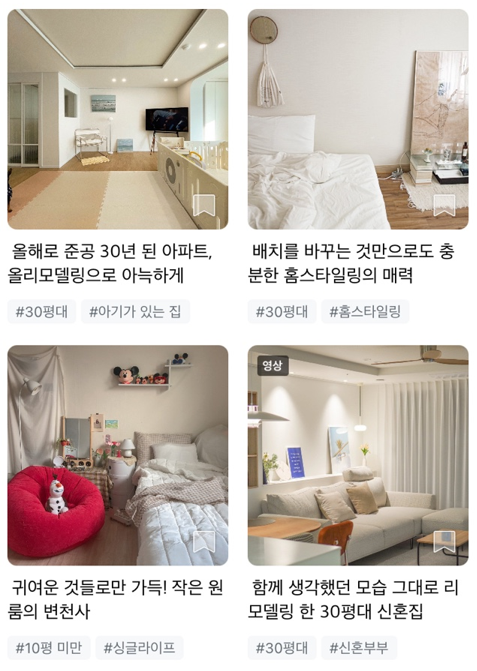 올해로 준공 30년 된 아파트,
올리모델링으로 아늑하게
#30평대 #아기가 있는 집
배치를 바꾸는 것만으로도 충
분한 홈스타일링의 매력
#30평대 #홈스타일링
영상
귀여운 것들로만 가득! 작은 원
룸의 변천사
#10평 미만 #싱글라이프
함께 생각했던 모습 그대로 리
모델링 한 30평대 신혼집
#30평대 #신혼부부